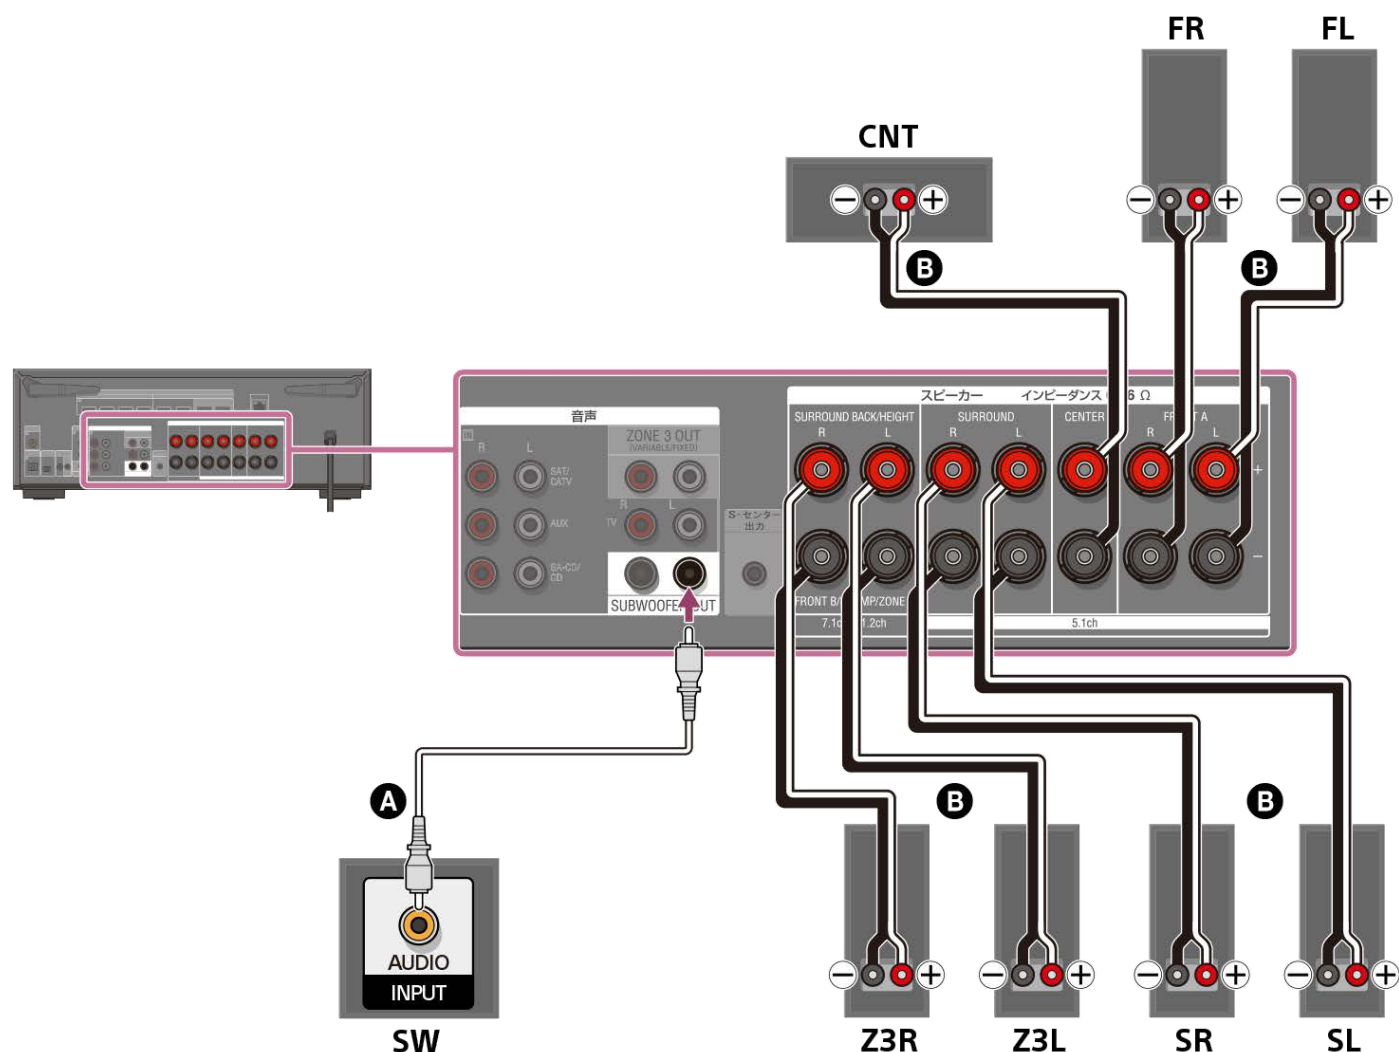 FR
FL
CNT
− +
− +
− +
B
B
スピーカー
インピーダンス
6 Ω
音声
SURROUND BACK/HEIGHT
SURROUND
CENTER
A
R
L
R
L
R
L
IN
R
L
ZONE 3 OUT
(VARIABLE/FIXED)
SAT/
CATV
+
R
L
TV
AUX
S-センター
出力
−
SA-CD/
CD
SUBWOOFE
UT
FRONT B/
MP/ZONE
7.1c
1.2ch
5.1ch
A
B
B
AUDIO
INPUT
− +
− +
− +
− +
SW
Z3R
Z3L
SR
SL